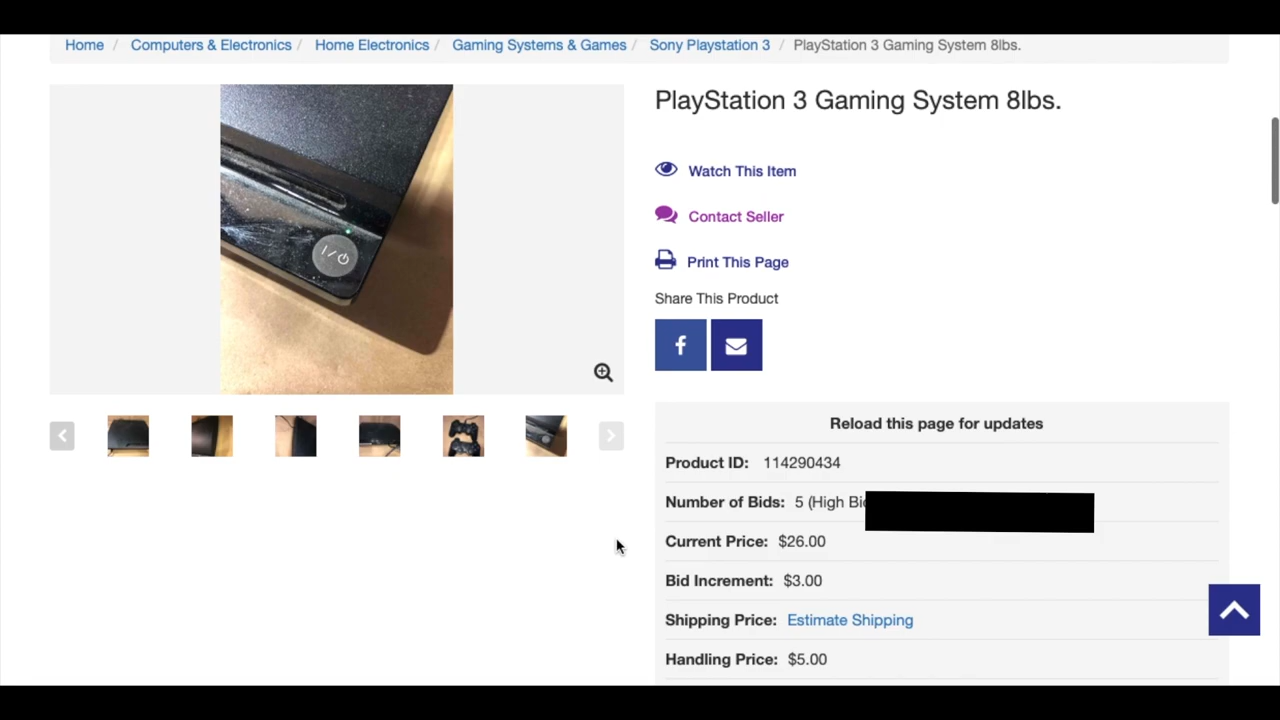 Home / Computers & Electronics / Home Electronics / Gaming Systems & Games / Sony Playstation 3 / PlayStation 3 Gaming System 8lbs.
PlayStation 3 Gaming System 8lbs.
Watch This Item
Contact Seller
Print This Page
Share This Product
Reload this page for updates
Product ID: 114290434
Number of Bids: 5 (High Bi
Current Price: $26.00
Bid Increment: $3.00
Shipping Price: Estimate Shipping
Handling Price: $5.00